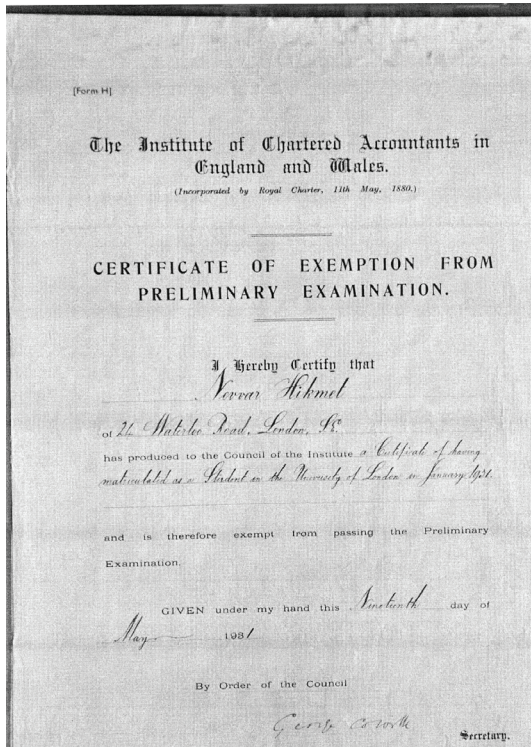 [Form H]
The Institute of Chartered Accountants in
England and Wales.
(Incorporated by Royal Charter, 11th May, 1880.)
CERTIFICATE OF EXEMPTION FROM
PRELIMINARY EXAMINATION.
I Hereby Certify that
Nevvar Hikmet
of 24 Waterloo Road, London, S.E.
has produced to the Council of the Institute a Certificate of having
matriculated as a Student in the University of London in January 1931.
and is therefore exempt from passing the Preliminary
Examination.
GIVEN under my hand this Nineteenth day of
May 1931
By Order of the Council
George
Secretary.